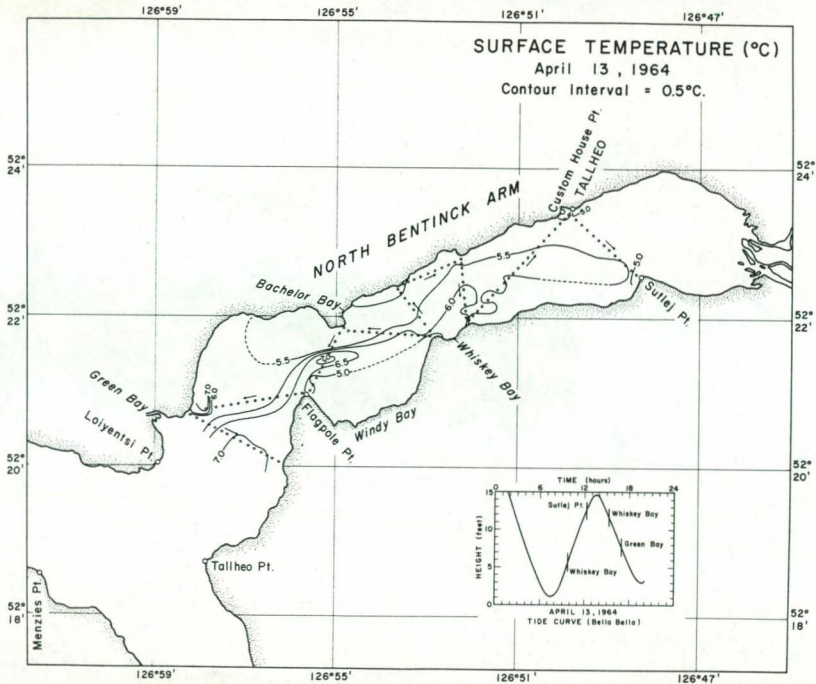 126°59'
126°55'
126°51'
126°47'
SURFACE TEMPERATURE (°C)
April 13, 1964
Contour Interval = 0.5°C.
52°
24'
52°
24'
Custom House Pt.
TALLHEO
NORTH BENTINCK ARM
5.0
5.5
5.0
Sutlej Pt.
Bachelor Bay
6.0
52°
22'
52°
22'
Whiskey Bay
5.5
6.5
5.0
7.0
6.0
Green Bay
Loiyentsi Pt.
Flagpole Pt.
Windy Bay
7.0
52°
20'
52°
20'
TIME (hours)
0 6 12 18 24
15
10
5
0
HEIGHT (feet)
Sutlej Pt.
Whiskey Bay
Green Bay
Whiskey Bay
APRIL 13, 1964
TIDE CURVE (Bella Bella)
Tallheo Pt.
Menzies Pt.
52°
18'
52°
18'
126°59'
126°55'
126°51'
126°47'